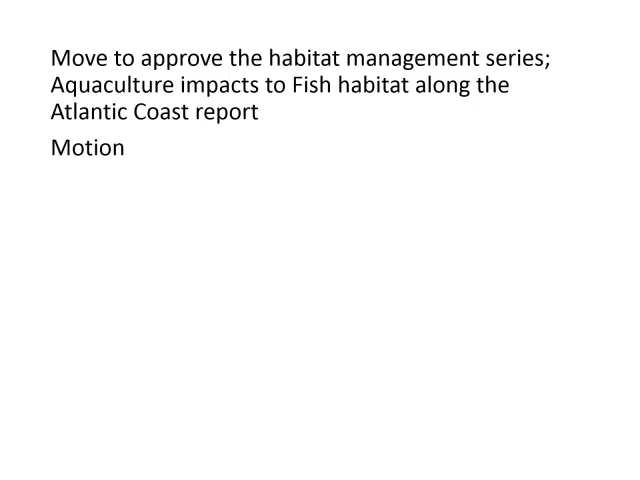 Move to approve the habitat management series;
Aquaculture impacts to Fish habitat along the
Atlantic Coast report
Motion